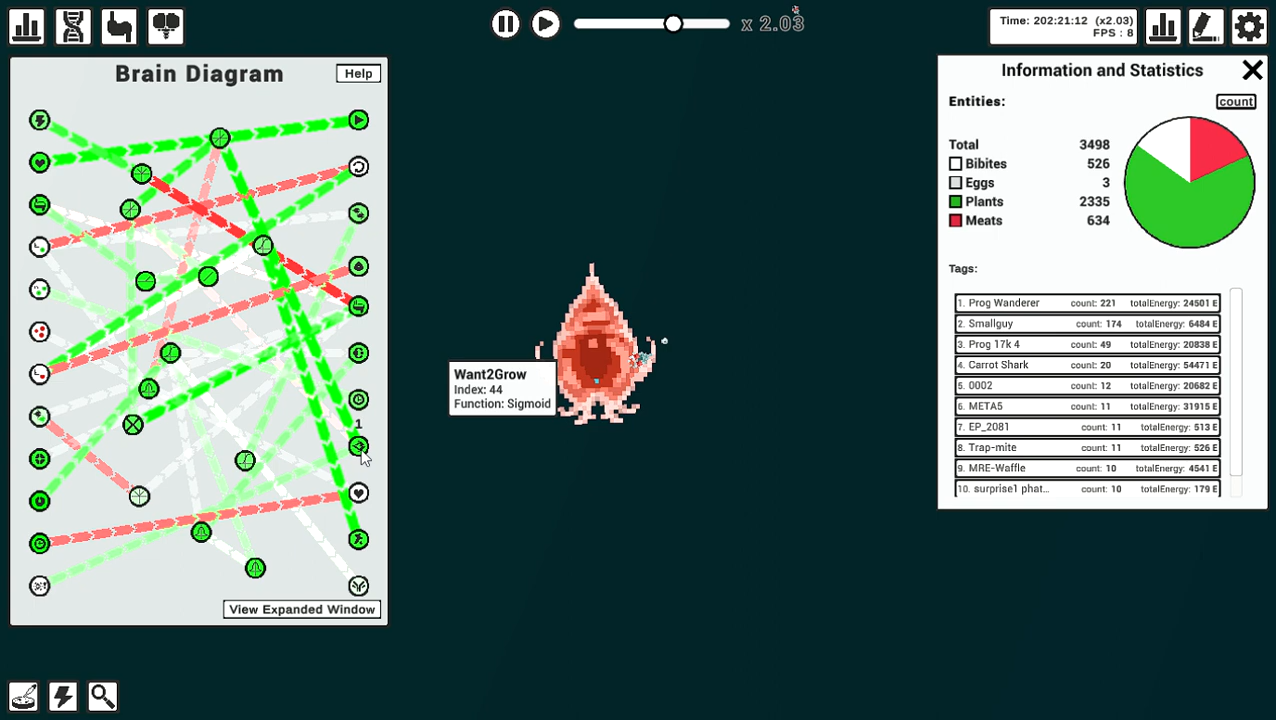 x 2.03
Time: 202:21:12 (x2.03)
FPS : 8
Brain Diagram
Help
1
View Expanded Window
Want2Grow
Index: 44
Function: Sigmoid
Information and Statistics
Entities:
count
Total 3498
Bibites 526
Eggs 3
Plants 2335
Meats 634
Tags:
1. Prog Wanderer count: 221 totalEnergy: 24501 E
2. Smallguy count: 174 totalEnergy: 6484 E
3. Prog 17k 4 count: 49 totalEnergy: 20838 E
4. Carrot Shark count: 20 totalEnergy: 54471 E
5. 0002 count: 12 totalEnergy: 20682 E
6. META5 count: 11 totalEnergy: 31915 E
7. EP_2081 count: 11 totalEnergy: 513 E
8. Trap-mite count: 11 totalEnergy: 526 E
9. MRE-Waffle count: 10 totalEnergy: 4541 E
10. surprise1 phat... count: 10 totalEnergy: 179 E